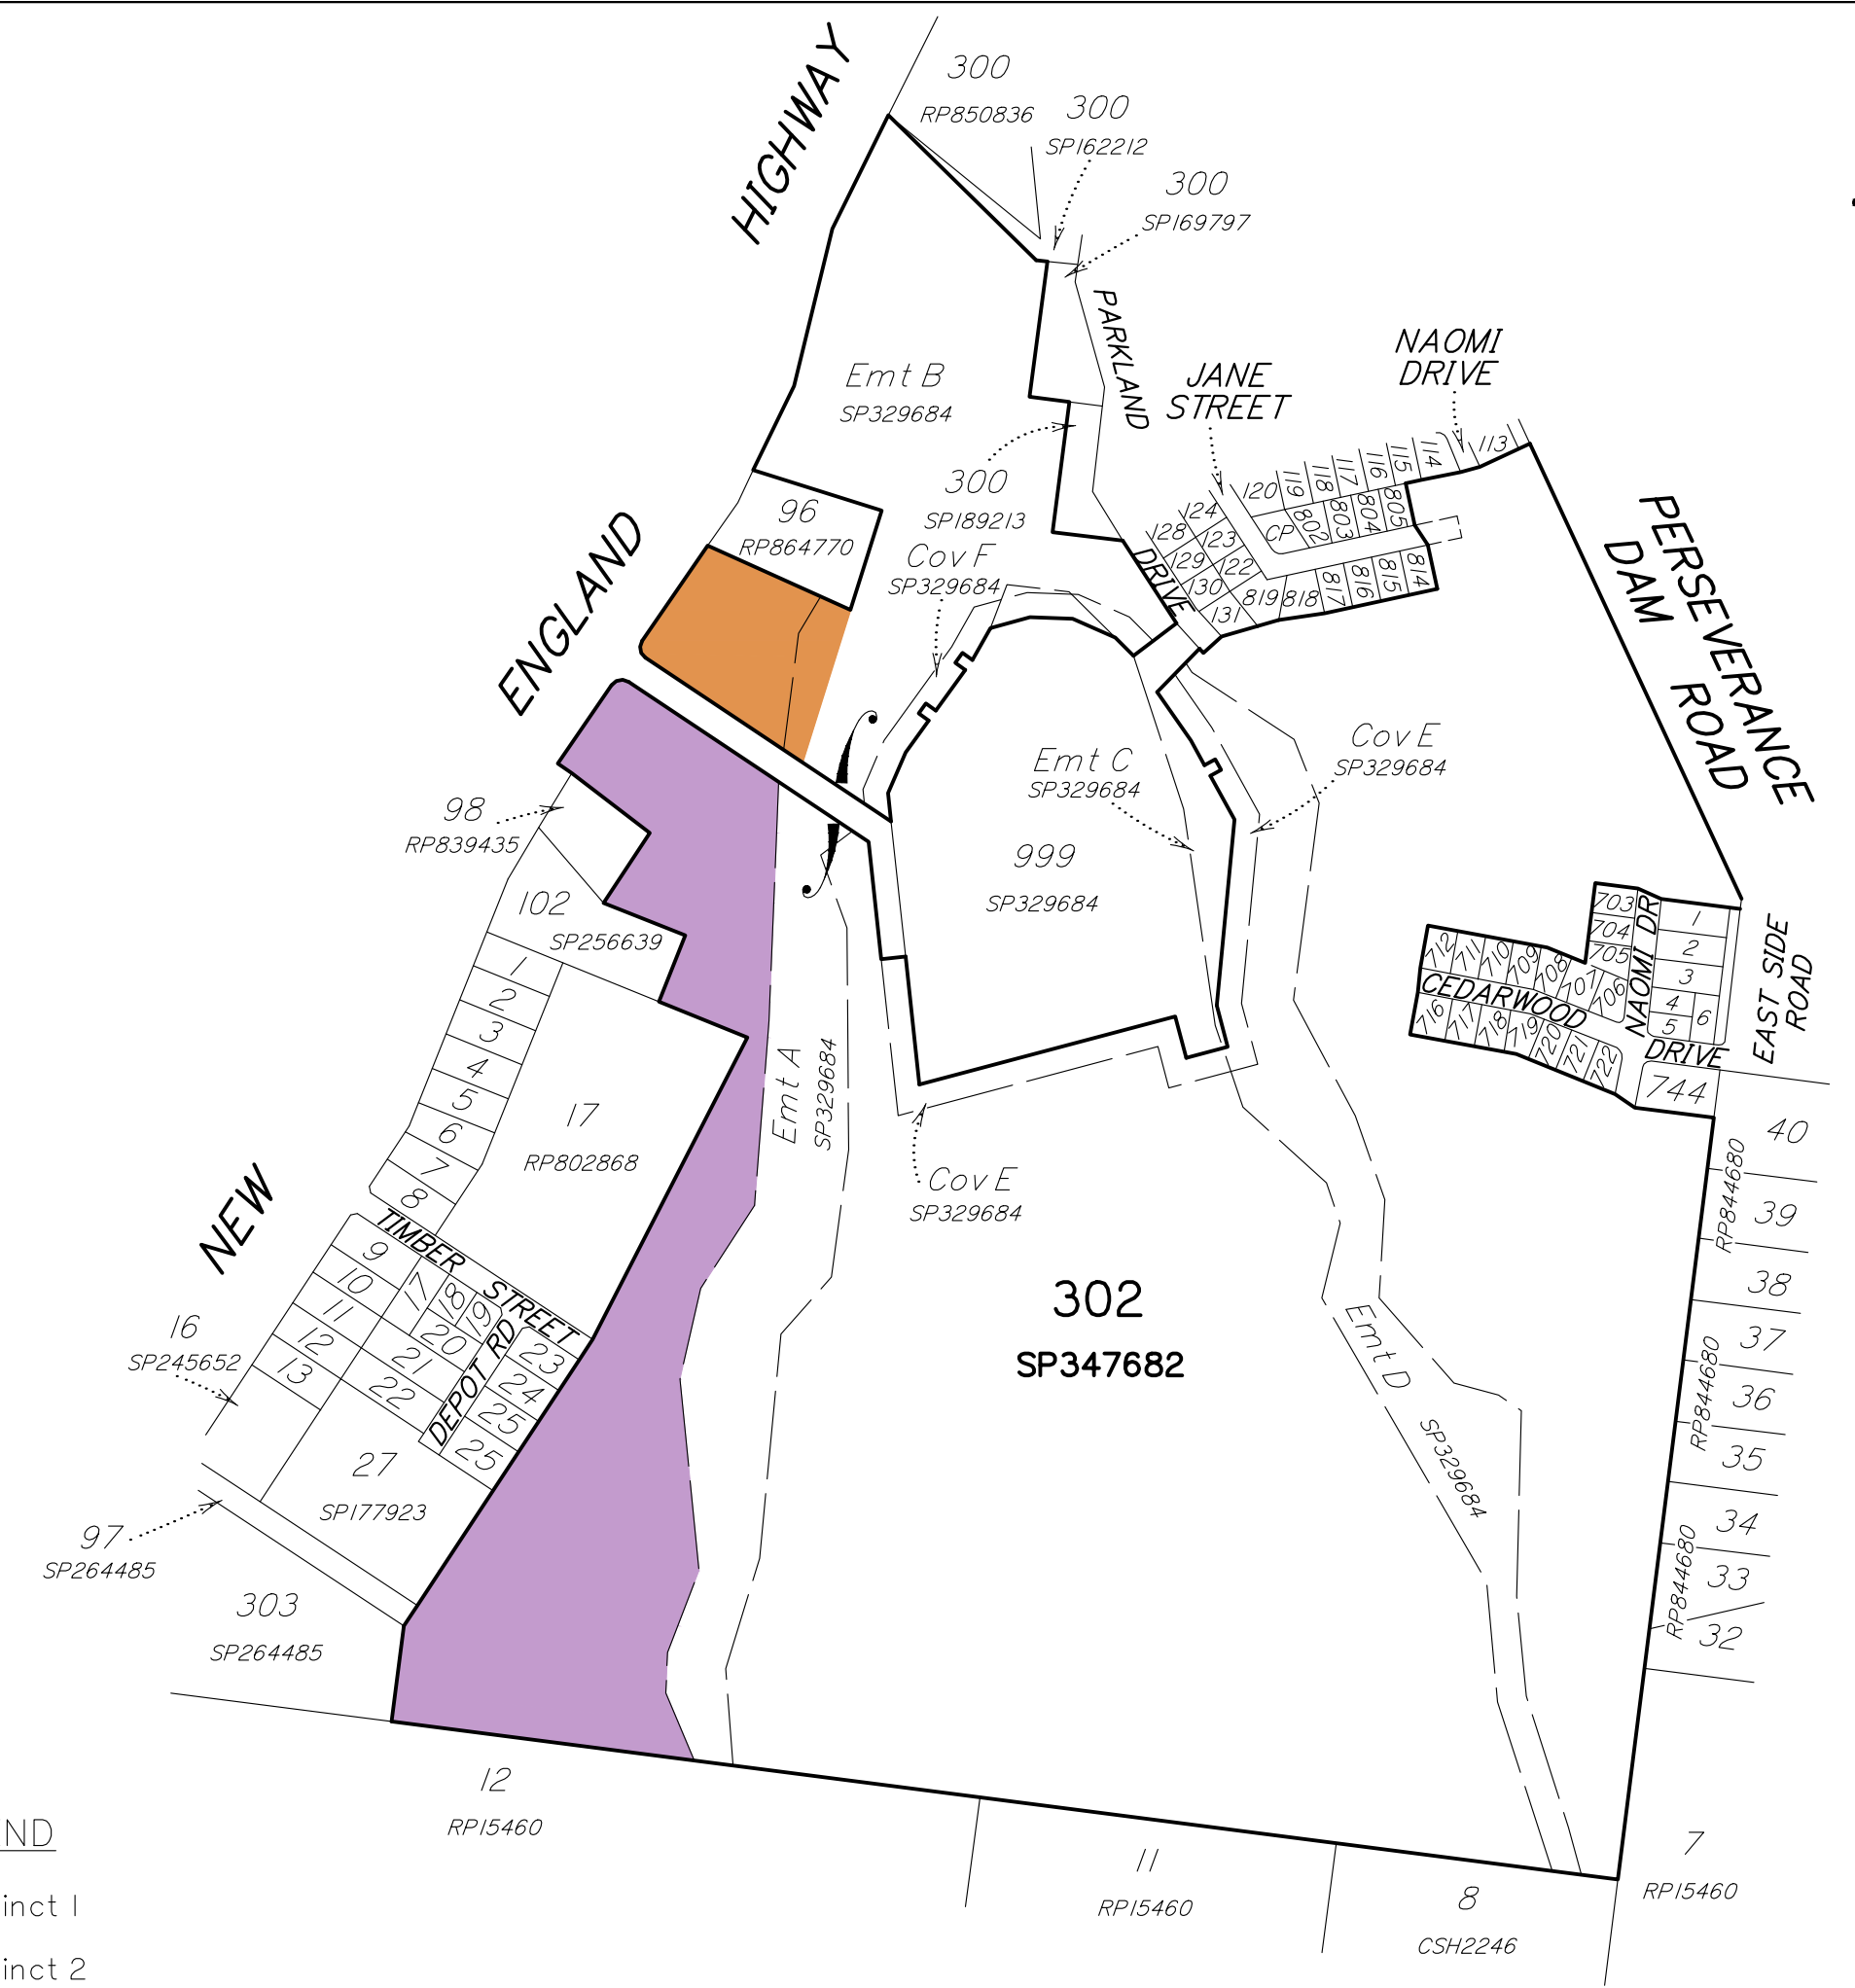 HIGHWAY
300
RP850836
300
SP162212
300
SP169797
PARKLAND
Emt B
SP329684
JANE
STREET
NAOMI
DRIVE
300
SP189213
96
RP864770
ENGLAND
Cov F
SP329684
113
114
115
116
117
118
119
120
805
804
803
802
CP
124
128
123
129
122
130
131
819
818
817
816
815
814
DRIVE
PERSEVERANCE
DAM ROAD
Emt C
SP329684
Cov E
SP329684
98
RP839435
999
SP329684
102
SP256639
703
704
705
NAOMI DR
1
2
3
4
5
6
EAST SIDE
ROAD
712
711
710
709
708
707
706
CEDARWOOD
DRIVE
716
717
718
719
720
721
722
744
1
2
3
4
5
6
7
8
Emt A
SP329684
17
RP802868
Cov E
SP329684
NEW
TIMBER STREET
9
10
11
12
13
17
18
19
20
21
22
DEPOT RD
23
24
25
25
16
SP245652
302
SP347682
Emt D
SP329684
27
SP177923
97
SP264485
303
SP264485
40
RP844680
39
38
37
RP844680
36
35
34
RP844680
33
32
12
RP15460
11
RP15460
8
CSH2246
7
RP15460
ND
inct 1
inct 2